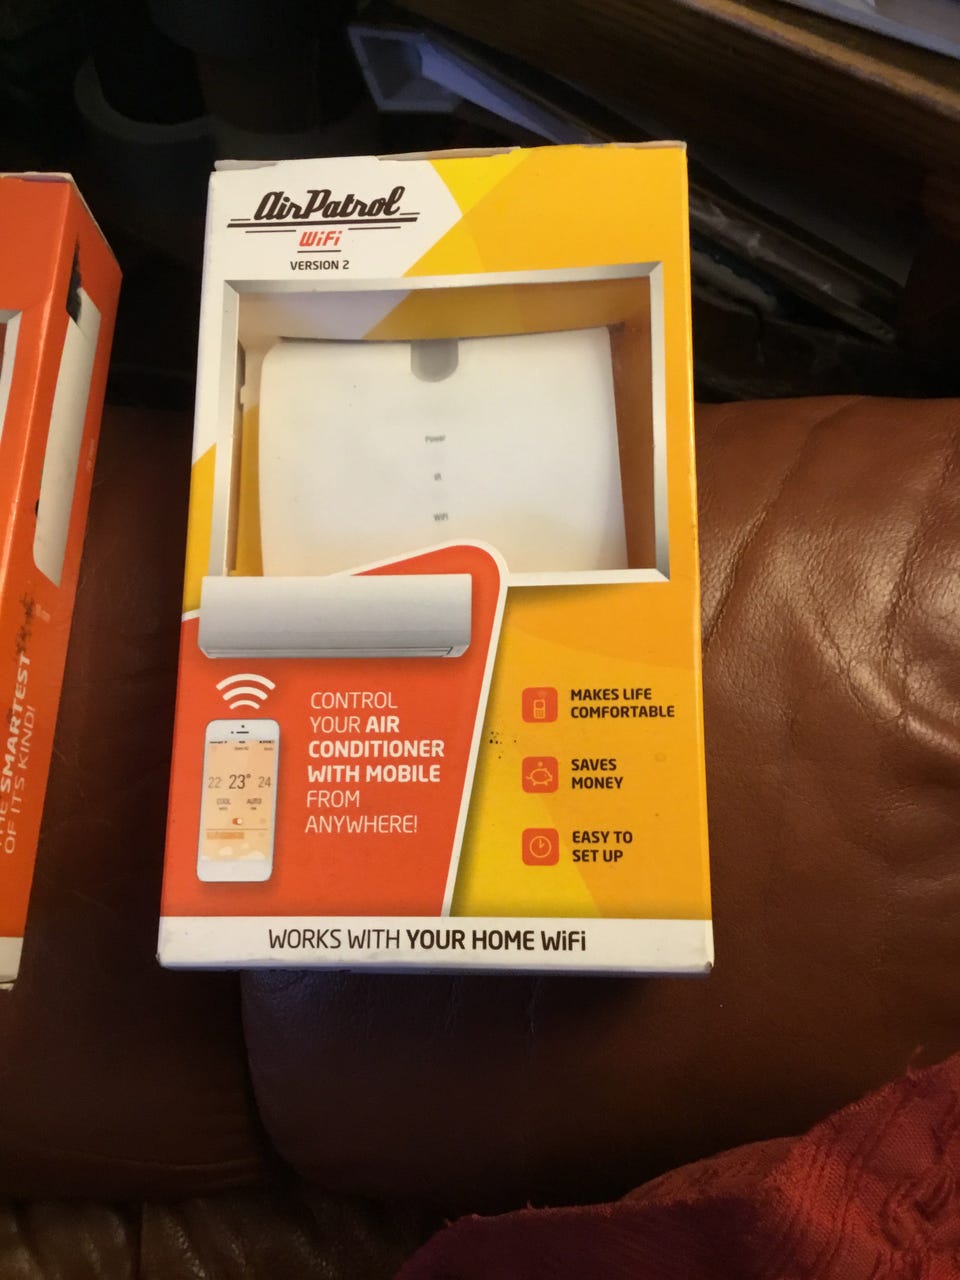 AirPatrol
WiFi
VERSION 2
Power
IR
WiFi
CONTROL
YOUR AIR
CONDITIONER
WITH MOBILE
FROM
ANYWHERE!
22 23° 24
COOL AUTO
MAKES LIFE
COMFORTABLE
SAVES
MONEY
EASY TO
SET UP
WORKS WITH YOUR HOME WiFi
THE SMARTEST
OF ITS KIND!